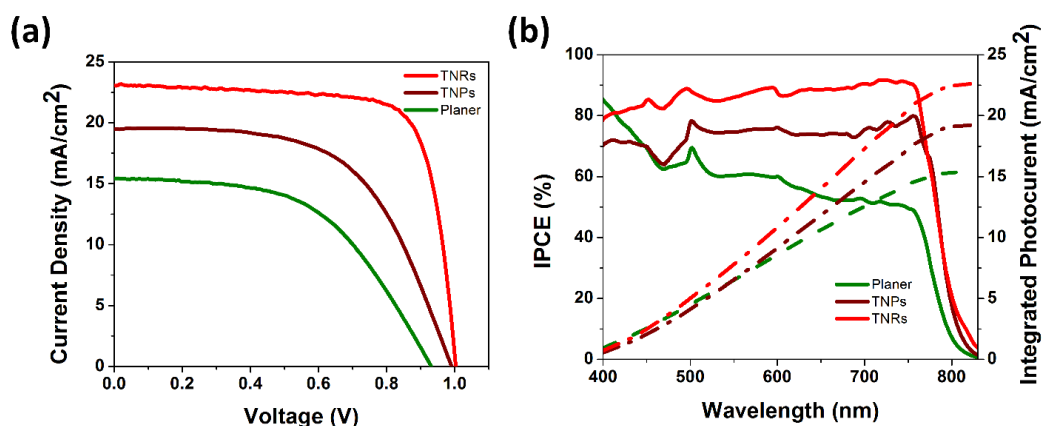 (a)
25
20
15
10
5
0
Current Density (mA/cm²)
0.0 0.2 0.4 0.6 0.8 1.0
Voltage (V)
TNRs
TNPs
Planer
(b)
100
80
60
40
20
0
IPCE (%)
400 500 600 700 800
Wavelength (nm)
25
20
15
10
5
0
Integrated Photocurent (mA/cm²)
Planer
TNPs
TNRs